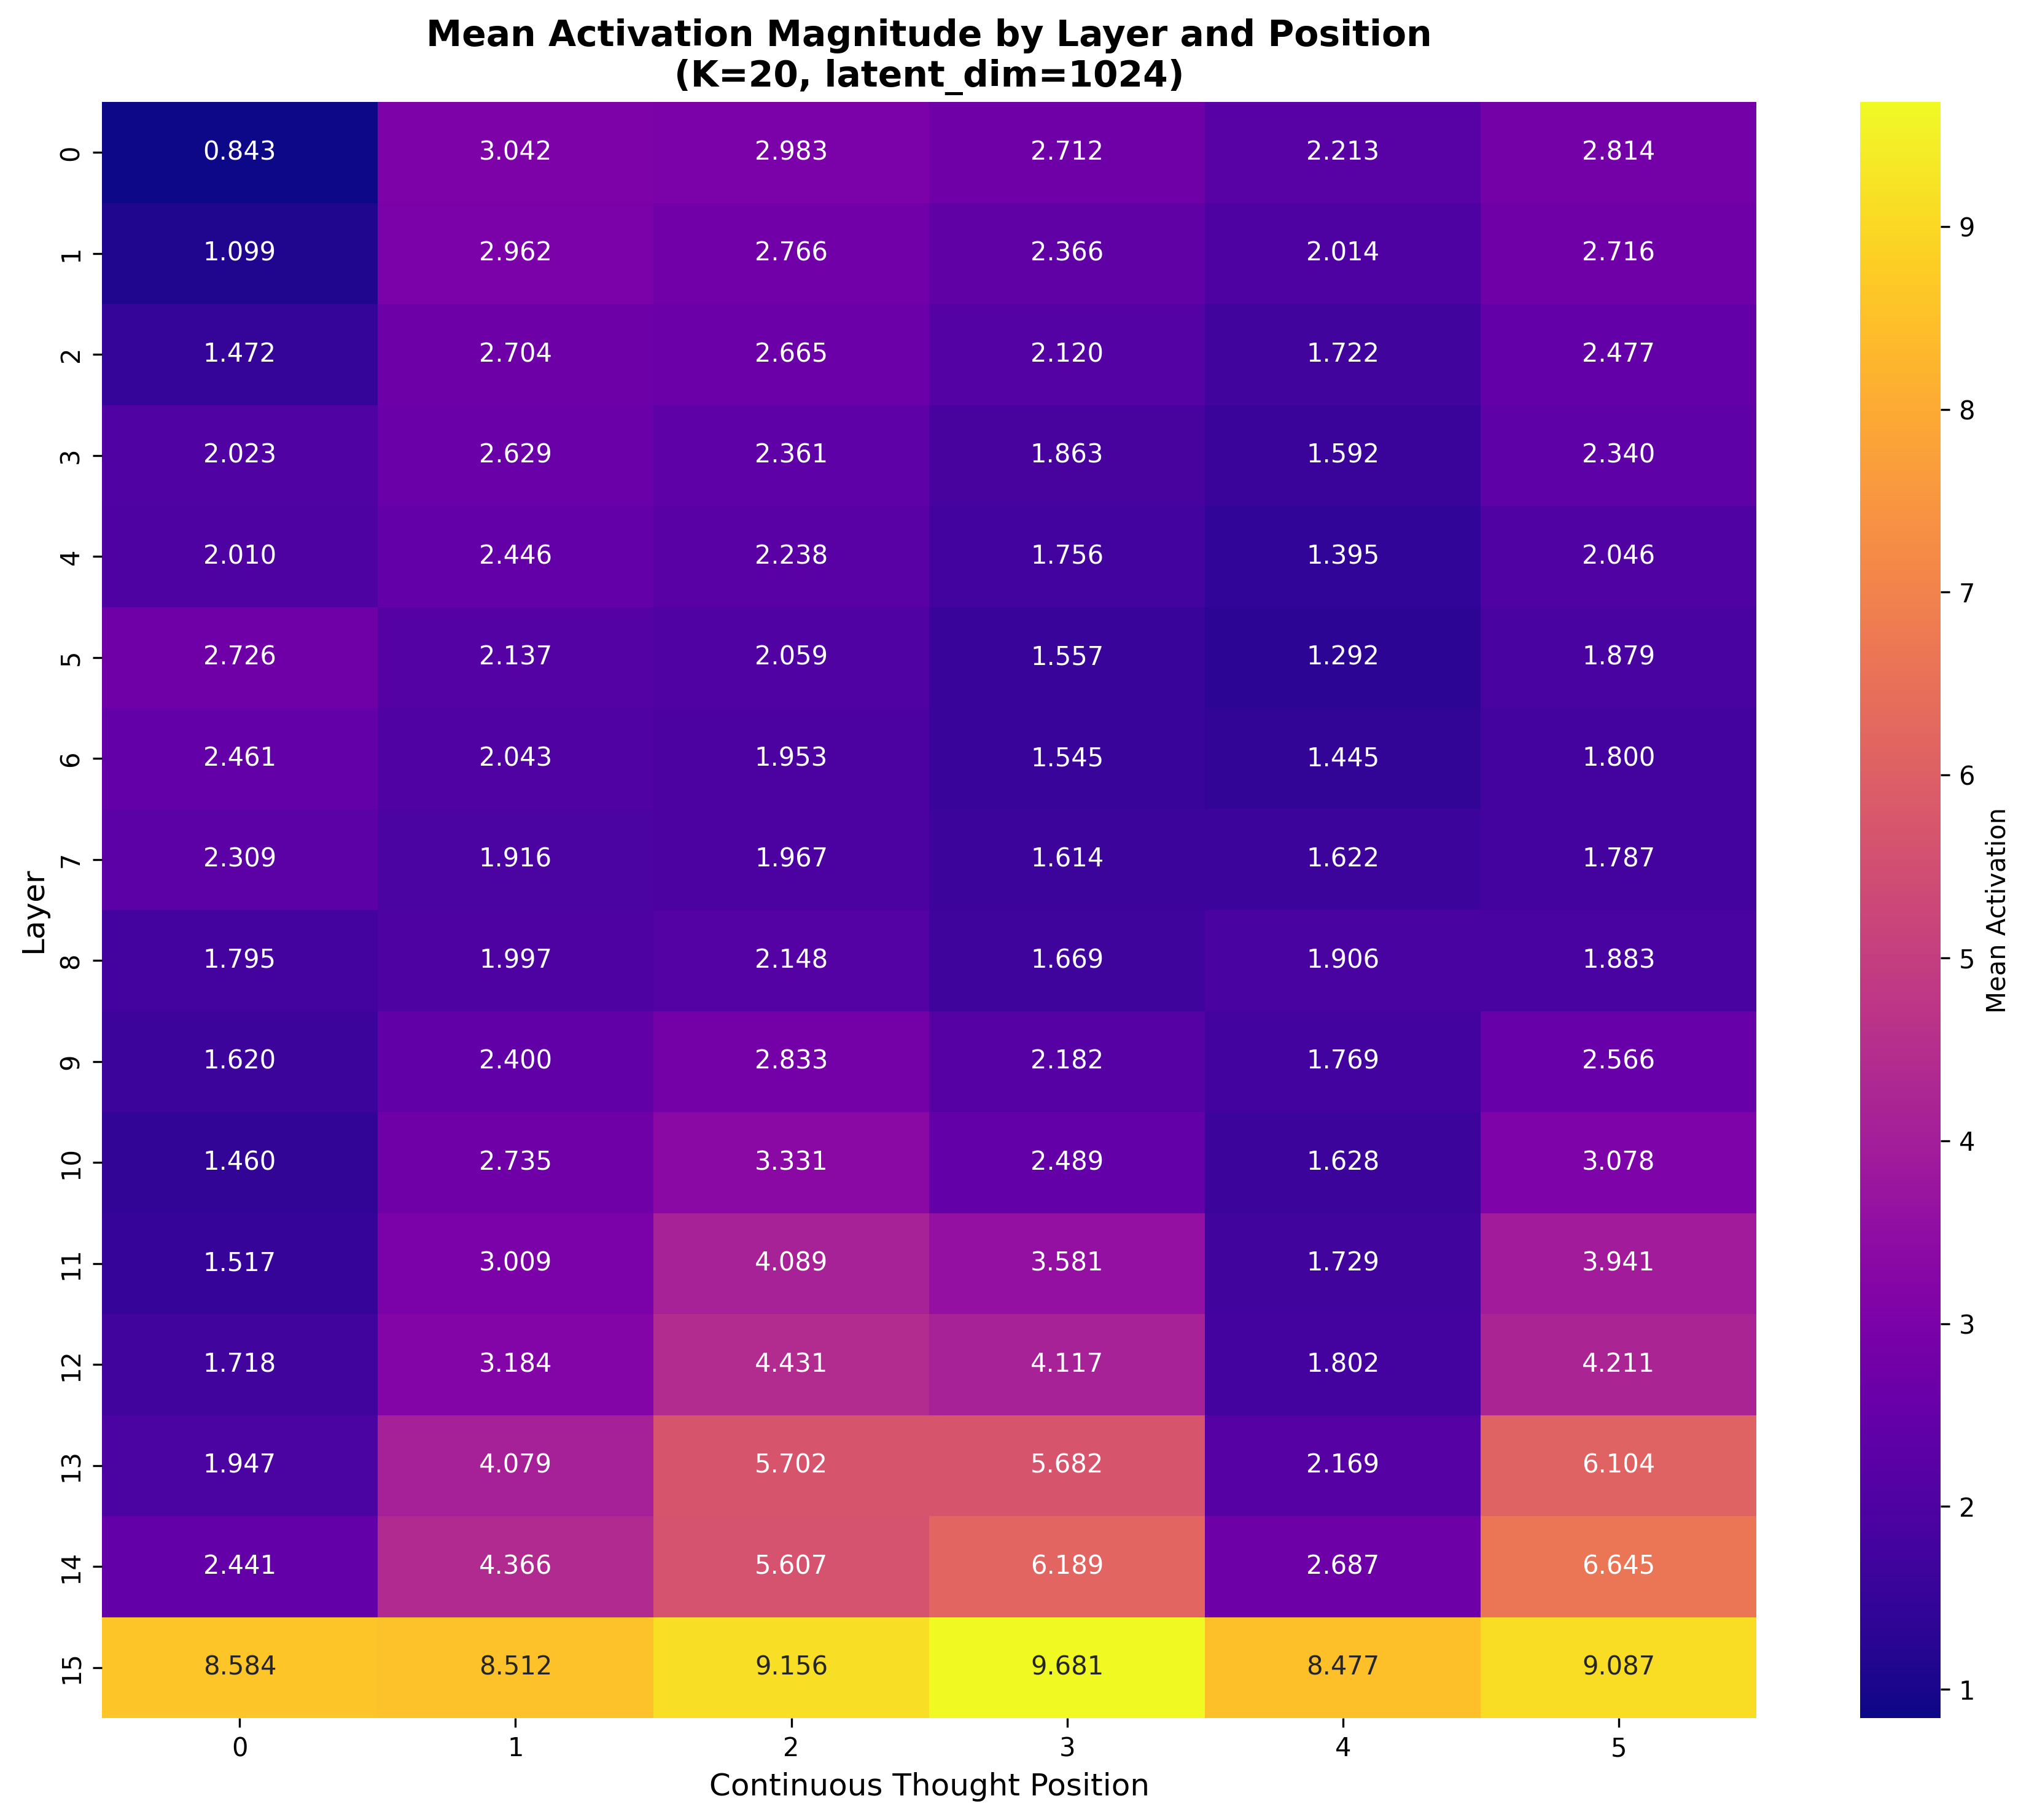 Mean Activation Magnitude by Layer and Position
(K=20, latent_dim=1024)
Layer
0 0.843 3.042 2.983 2.712 2.213 2.814
1 1.099 2.962 2.766 2.366 2.014 2.716
2 1.472 2.704 2.665 2.120 1.722 2.477
3 2.023 2.629 2.361 1.863 1.592 2.340
4 2.010 2.446 2.238 1.756 1.395 2.046
5 2.726 2.137 2.059 1.557 1.292 1.879
6 2.461 2.043 1.953 1.545 1.445 1.800
7 2.309 1.916 1.967 1.614 1.622 1.787
8 1.795 1.997 2.148 1.669 1.906 1.883
9 1.620 2.400 2.833 2.182 1.769 2.566
10 1.460 2.735 3.331 2.489 1.628 3.078
11 1.517 3.009 4.089 3.581 1.729 3.941
12 1.718 3.184 4.431 4.117 1.802 4.211
13 1.947 4.079 5.702 5.682 2.169 6.104
14 2.441 4.366 5.607 6.189 2.687 6.645
15 8.584 8.512 9.156 9.681 8.477 9.087
0 1 2 3 4 5
Continuous Thought Position
9
8
7
6
5
4
3
2
1
Mean Activation